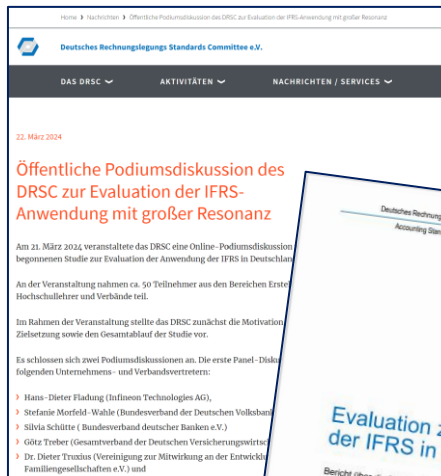 Home ❯ Nachrichten ❯ Öffentliche Podiumsdiskussion des DRSC zur Evaluation der IFRS-Anwendung mit großer Resonanz
Deutsches Rechnungslegungs Standards Committee e.V.
DAS DRSC AKTIVITÄTEN NACHRICHTEN / SERVICES
22. März 2024
Öffentliche Podiumsdiskussion des
DRSC zur Evaluation der IFRS-
Anwendung mit großer Resonanz
Am 21. März 2024 veranstaltete das DRSC eine Online-Podiumsdiskussion
begonnenen Studie zur Evaluation der Anwendung der IFRS in Deutschlan
An der Veranstaltung nahmen ca. 50 Teilnehmer aus den Bereichen Erstel
Hochschullehrer und Verbände teil.
Im Rahmen der Veranstaltung stellte das DRSC zunächst die Motivation
Zielsetzung sowie den Gesamtablauf der Studie vor.
Es schlossen sich zwei Podiumsdiskussionen an. Die erste Panel-Disku
folgenden Unternehmens- und Verbandsvertretern:
❯ Hans-Dieter Fladung (Infineon Technologies AG),
❯ Stefanie Morfeld-Wahle (Bundesverband der Deutschen Volksban
❯ Silvia Schütte ( Bundesverband deutscher Banken e.V.)
❯ Götz Treber (Gesamtverband der Deutschen Versicherungswirtsc
❯ Dr. Dieter Truxius (Vereinigung zur Mitwirkung an der Entwicklu
Familiengesellschaften e.V.) und
Deutsches Rechnung
Accounting Stan
Evaluation z
der IFRS in
Bericht über di